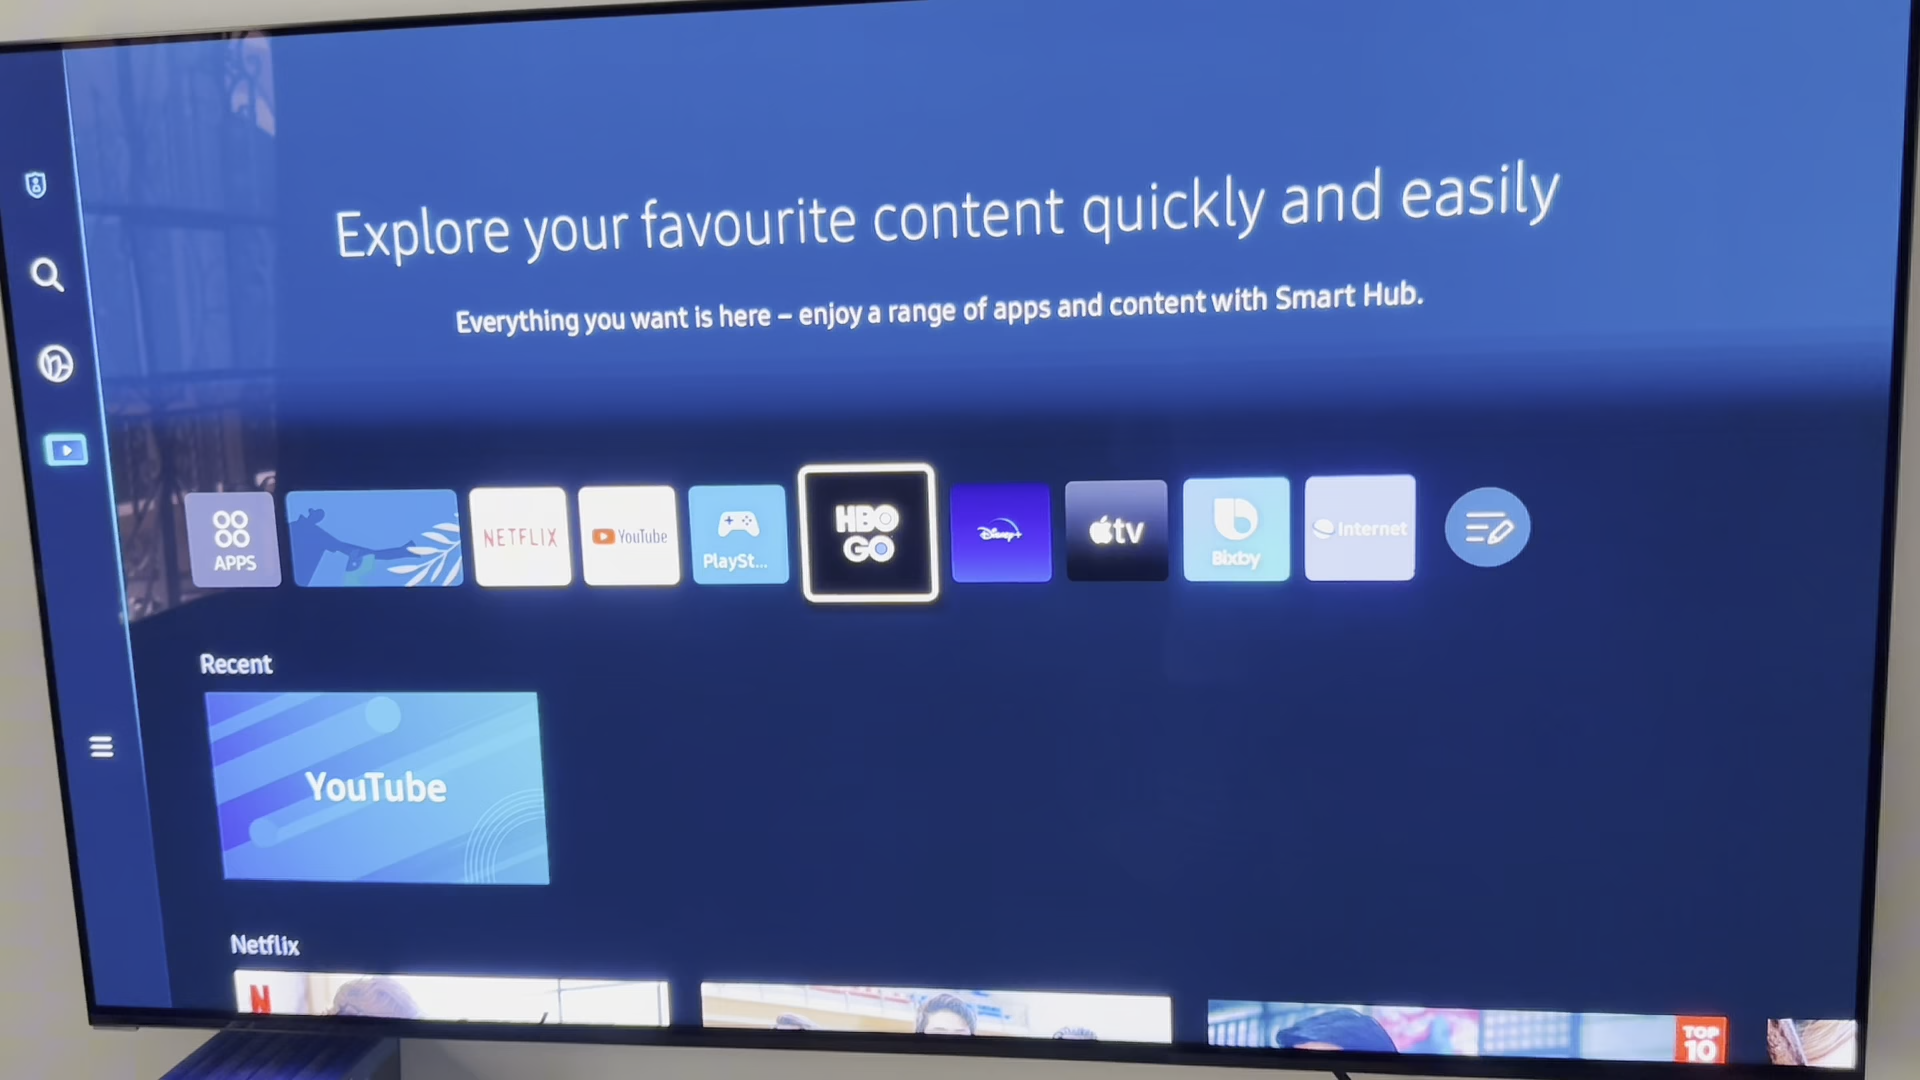 Explore your favourite content quickly and easily
Everything you want is here – enjoy a range of apps and content with Smart Hub.
APPS
NETFLIX
YouTube
PlaySt...
HBO
GO
Disney+
tv
Bixby
Internet
Recent
YouTube
Netflix
N
TOP
10